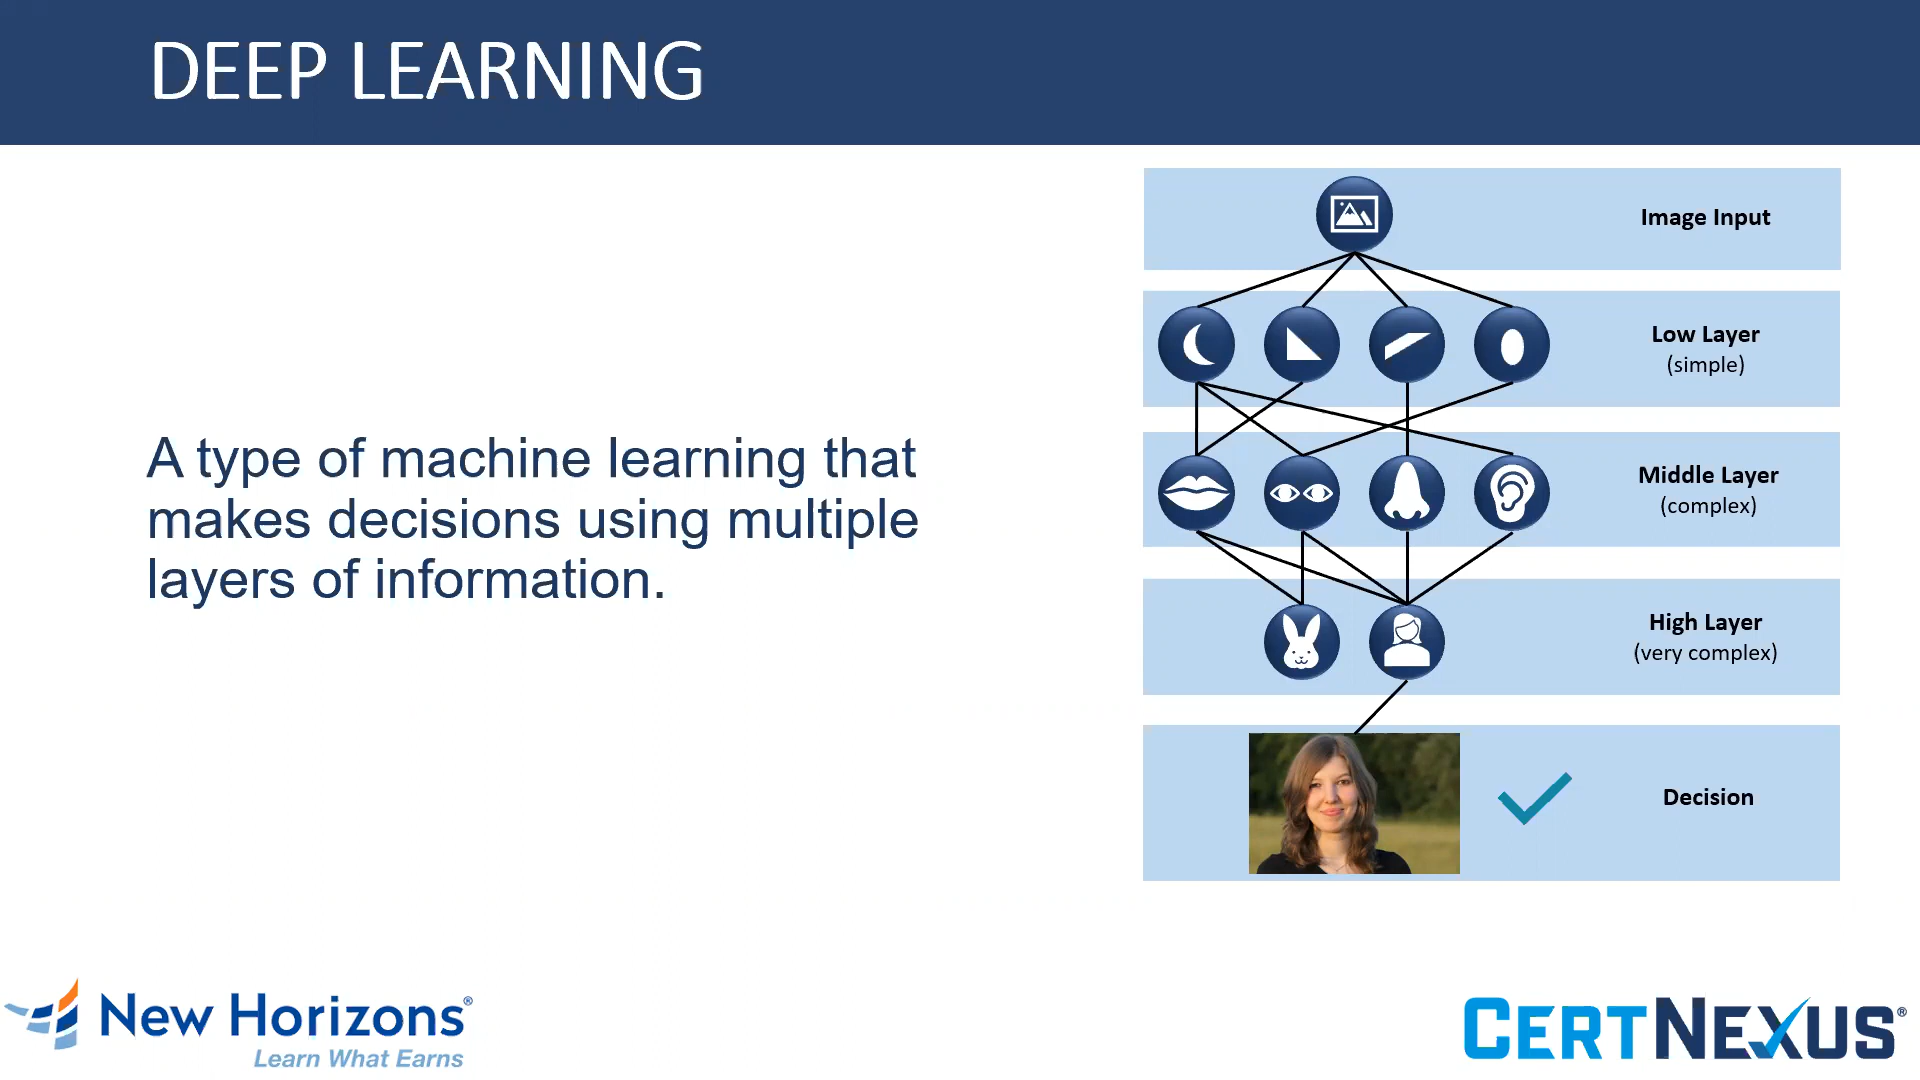 DEEP LEARNING
A type of machine learning that
makes decisions using multiple
layers of information.
Image Input
Low Layer
(simple)
Middle Layer
(complex)
High Layer
(very complex)
Decision
New Horizons®
Learn What Earns
CERTNEXUS®